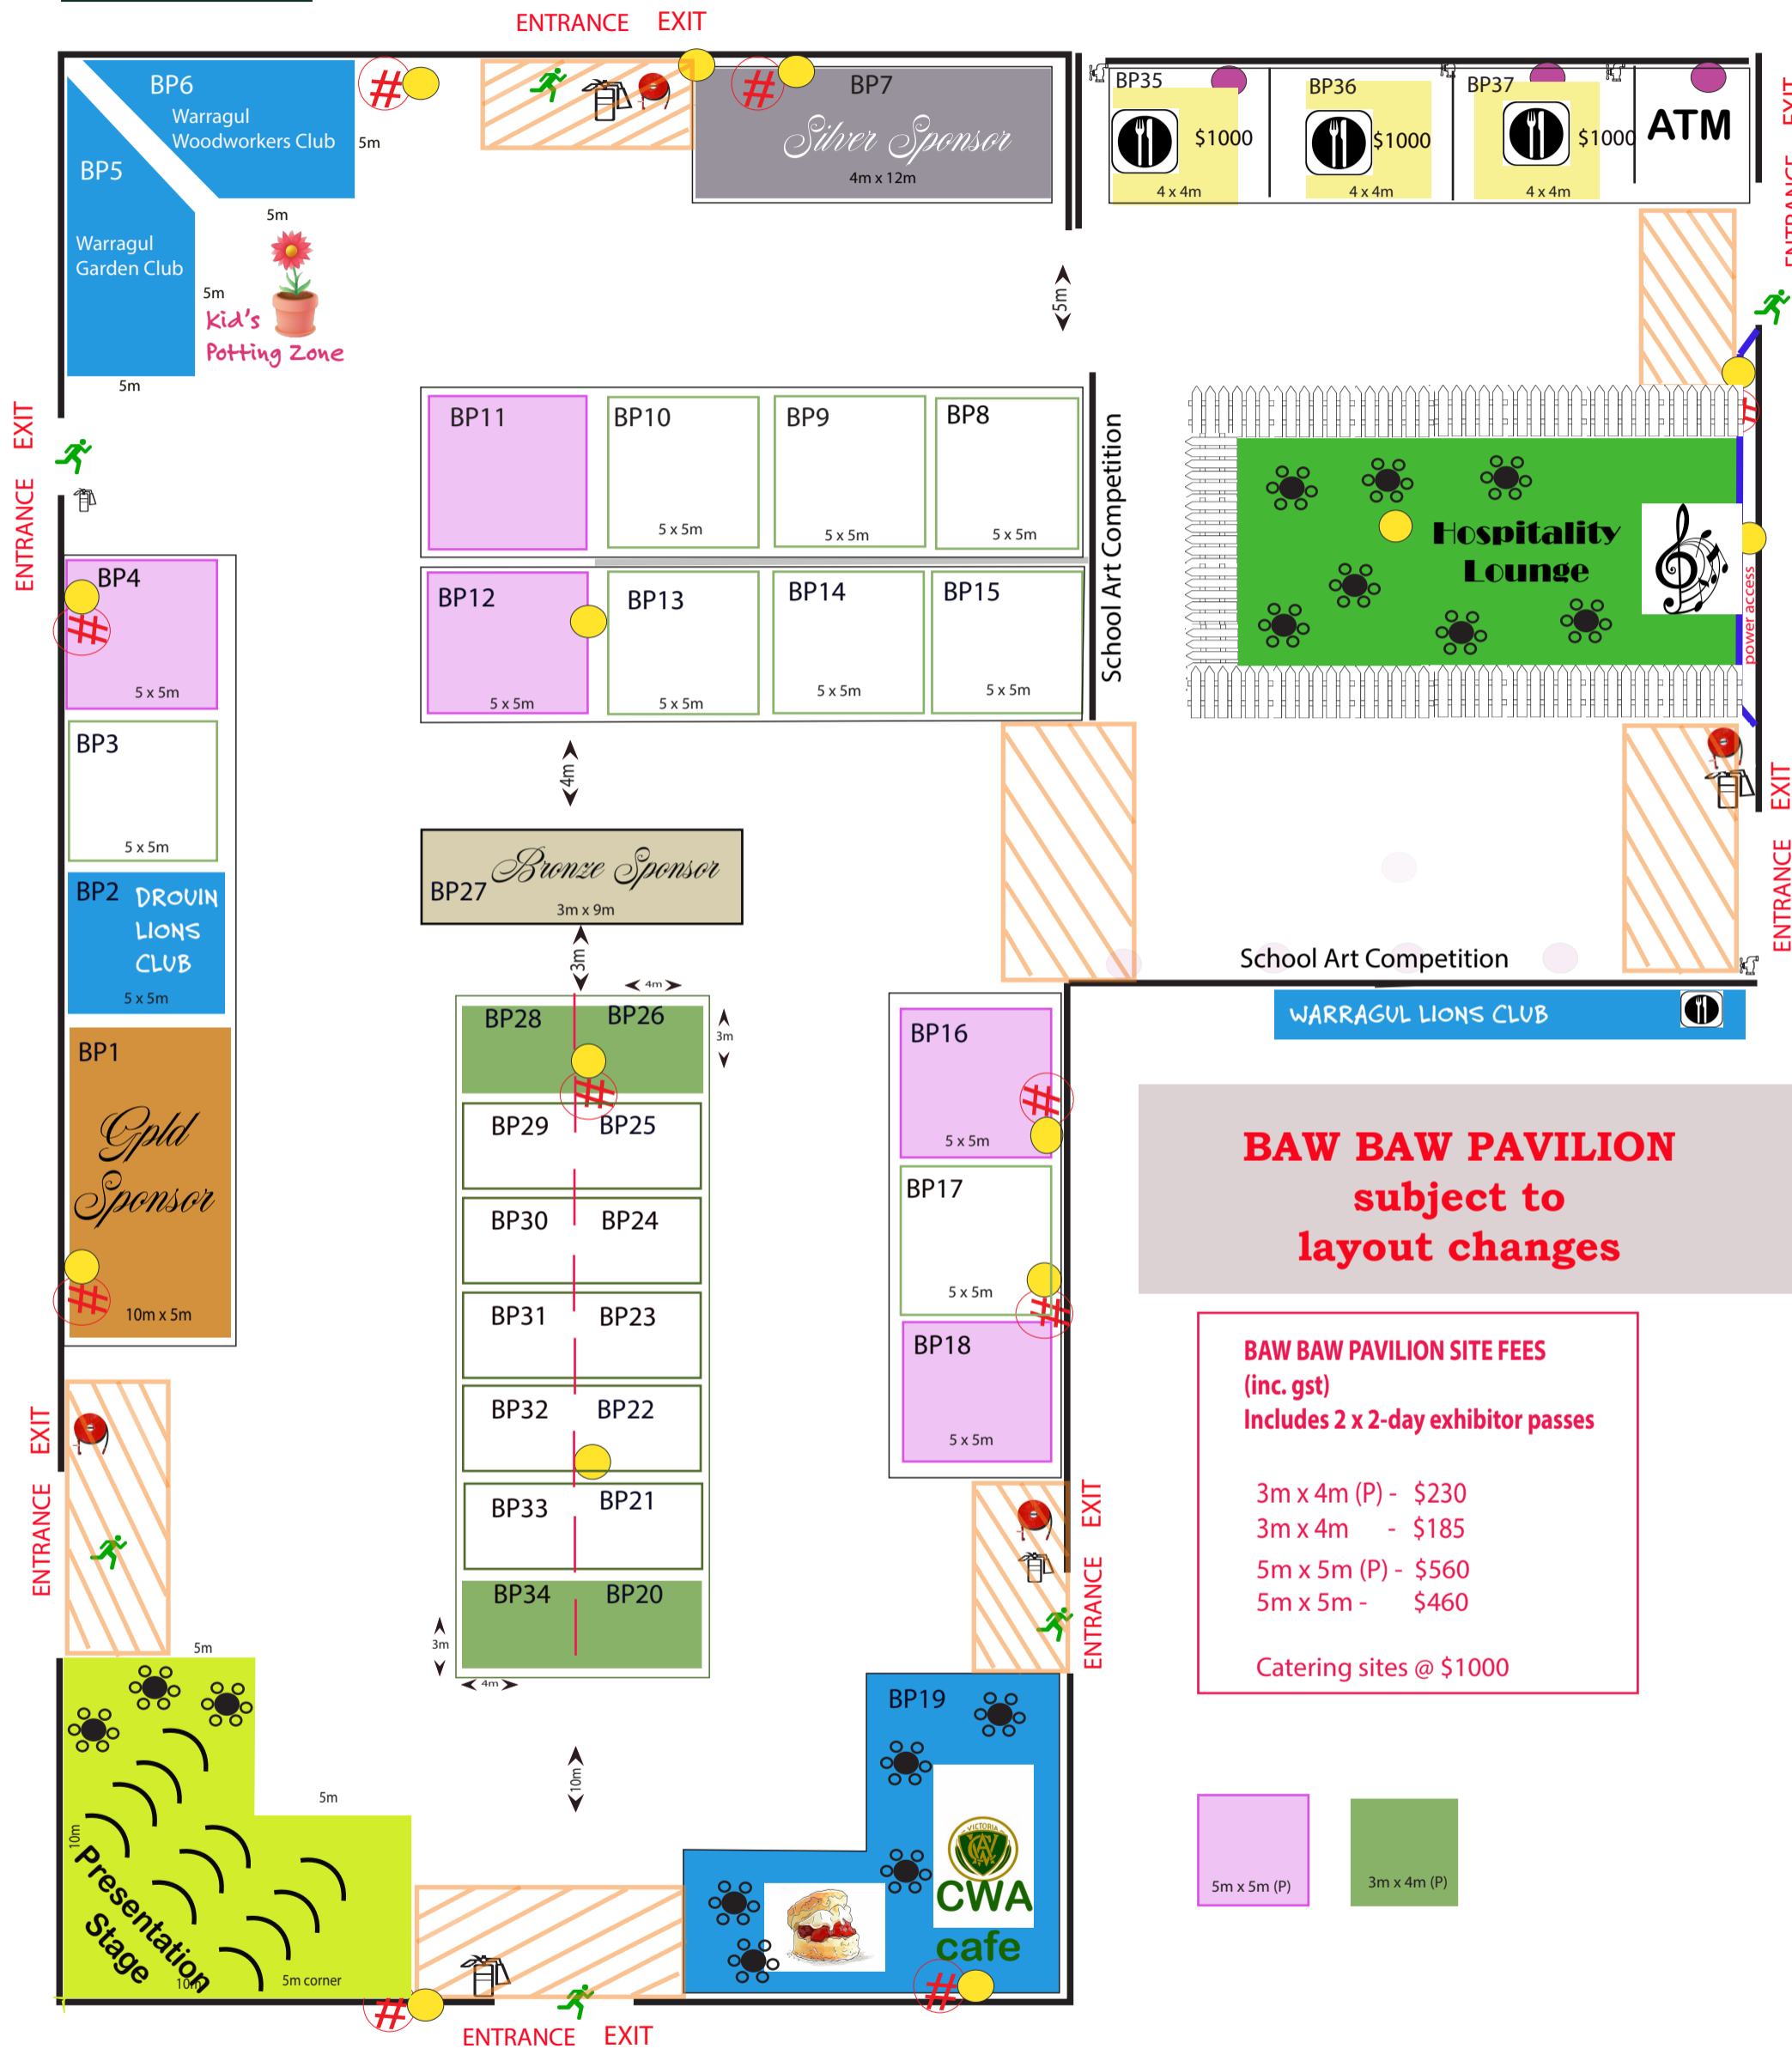 ENTRANCE EXIT
BP6
Warragul
Woodworkers Club
5m
5m
BP5
Warragul
Garden Club
5m
5m
Kid's
Potting Zone
#
#
BP7
Silver Sponsor
4m x 12m
BP35
$1000
4 x 4m
BP36
$1000
4 x 4m
BP37
$1000
4 x 4m
ATM
ENTRANCE EXIT
5m
ENTRANCE EXIT
BP11
BP10
5 x 5m
BP9
5 x 5m
BP8
5 x 5m
BP12
5 x 5m
BP13
5 x 5m
BP14
5 x 5m
BP15
5 x 5m
School Art Competition
Hospitality
Lounge
power access
#
BP4
#
5 x 5m
BP3
5 x 5m
BP2
DROUIN
LIONS
CLUB
5 x 5m
BP1
Gpld
Sponsor
#
10m x 5m
4m
BP27
Bronze Sponsor
3m x 9m
3m
4m
3m
ENTRANCE EXIT
School Art Competition
WARRAGUL LIONS CLUB
BP28
BP26
#
BP29
BP25
BP30
BP24
BP31
BP23
BP32
BP22
BP33
BP21
BP34
BP20
3m
4m
BP16
#
5 x 5m
BP17
5 x 5m
#
BP18
5 x 5m
BAW BAW PAVILION
subject to
layout changes
BAW BAW PAVILION SITE FEES
(inc. gst)
Includes 2 x 2-day exhibitor passes
3m x 4m (P) - $230
3m x 4m - $185
5m x 5m (P) - $560
5m x 5m - $460
Catering sites @ $1000
ENTRANCE EXIT
ENTRANCE EXIT
5m
5m
10m
Presentation
Stage
10m
5m corner
10m
BP19
VICTORIA
CWA
CWA
cafe
#
#
5m x 5m (P)
3m x 4m (P)
ENTRANCE EXIT